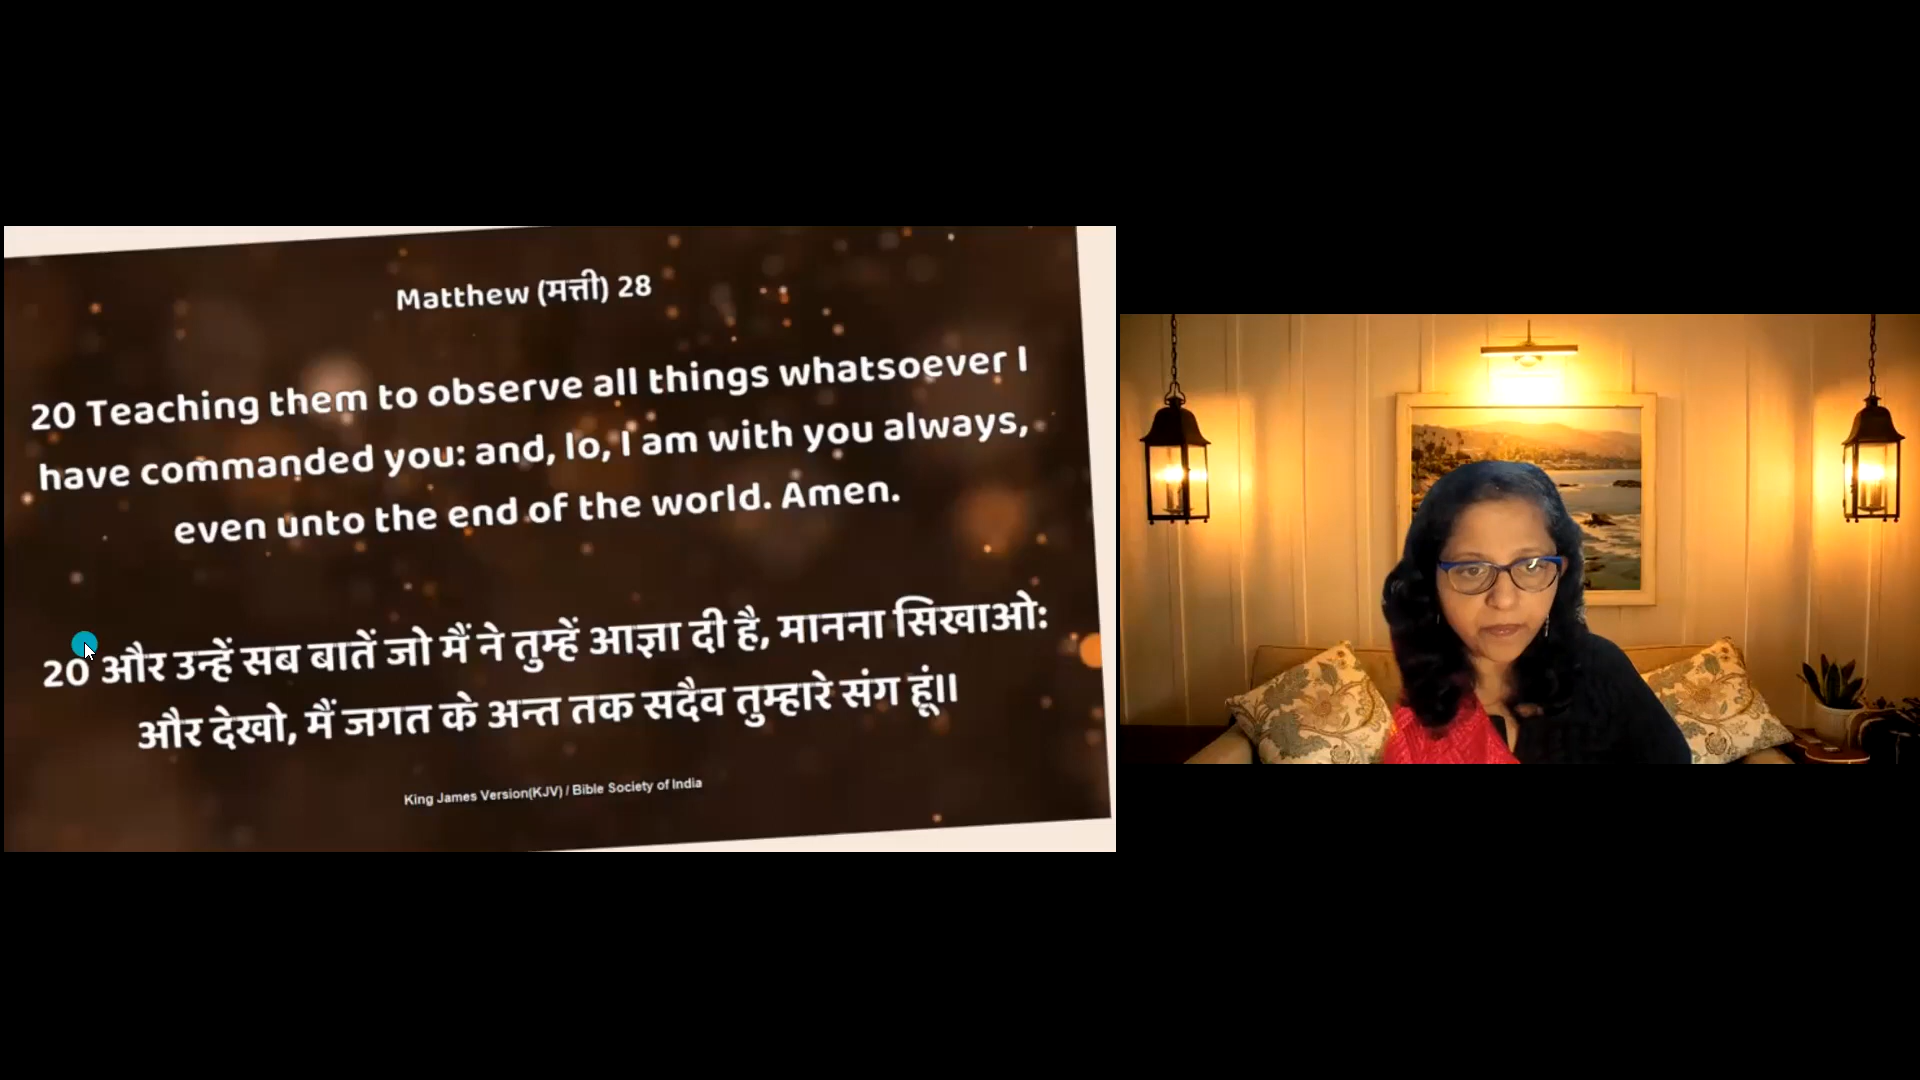 Matthew (मत्ती) 28
20 Teaching them to observe all things whatsoever I
have commanded you: and, lo, I am with you always,
even unto the end of the world. Amen.
20 और उन्हें सब बातें जो मैं ने तुम्हें आज्ञा दी है, मानना सिखाओ:
और देखो, मैं जगत के अन्त तक सदैव तुम्हारे संग हूं।।
King James Version(KJV) / Bible Society of India